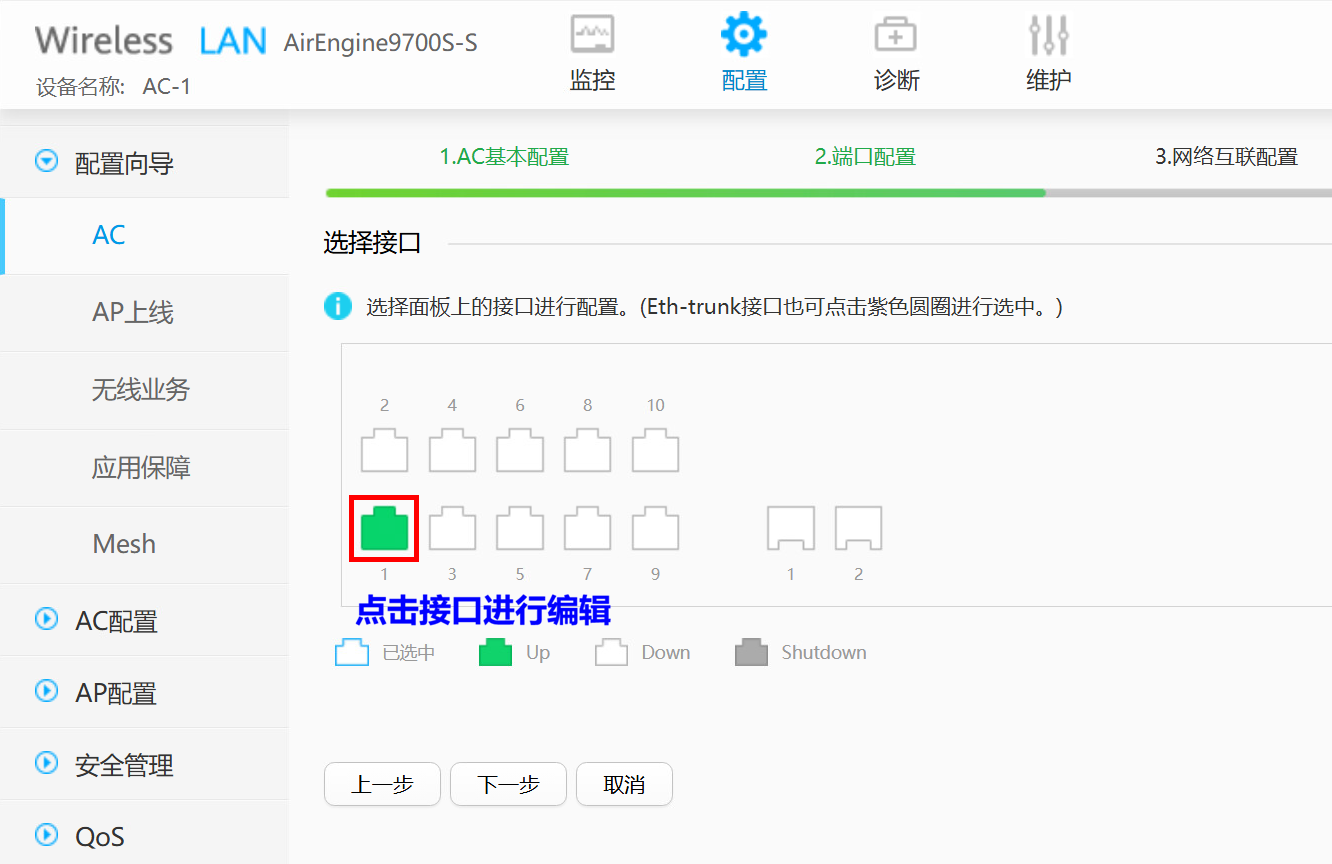 Wireless LAN AirEngine9700S-S
设备名称: AC-1
监控 配置 诊断 维护
配置向导
AC
AP上线
无线业务
应用保障
Mesh
AC配置
AP配置
安全管理
QoS
1.AC基本配置 2.端口配置 3.网络互联配置
选择接口
选择面板上的接口进行配置。(Eth-trunk接口也可点击紫色圆圈进行选中。)
2 4 6 8 10
1 3 5 7 9 1 2
点击接口进行编辑
已选中 Up Down Shutdown
上一步 下一步 取消